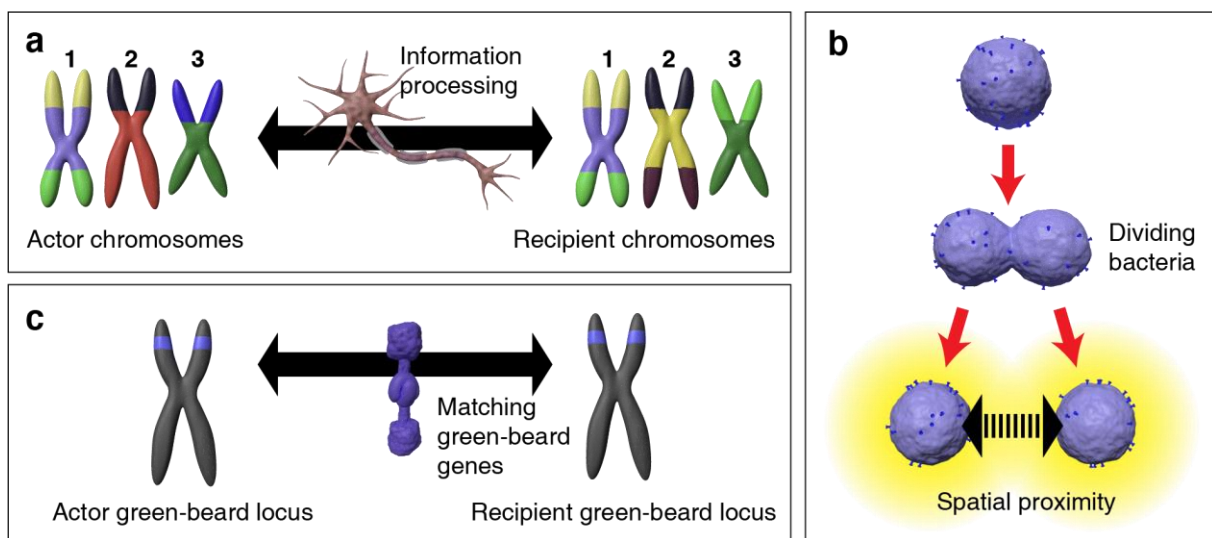 a
1 2 3
Information
processing
1 2 3
Actor chromosomes
Recipient chromosomes
b
Dividing
bacteria
Spatial proximity
c
Matching
green-beard
genes
Actor green-beard locus
Recipient green-beard locus